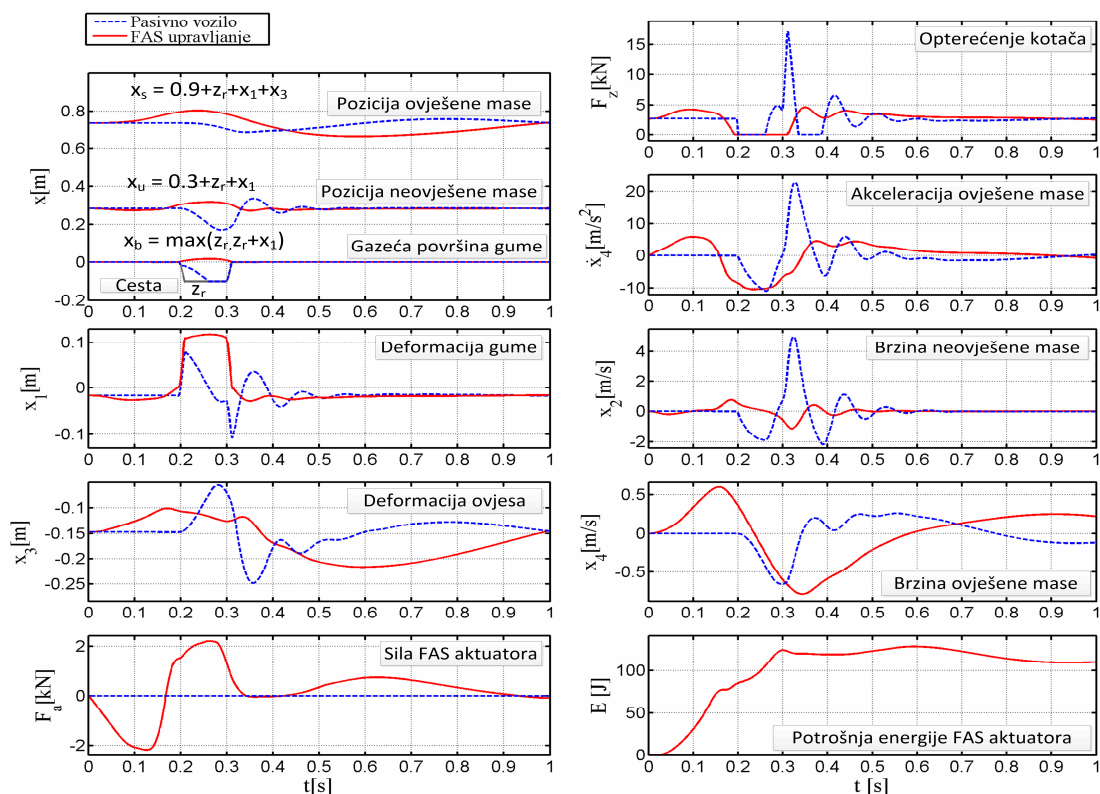 Pasivno vozilo
FAS upravljanje
x_s = 0.9+z_r+x_1+x_3
Pozicija ovješene mase
x_u = 0.3+z_r+x_1
Pozicija neovješene mase
x_b = max(z_r,z_r+x_1)
Gazeća površina gume
Cesta
z_r
x[m]
0.8
0.4
0.2
0
-0.2
0 0.1 0.2 0.3 0.4 0.5 0.6 0.7 0.8 0.9 1
Deformacija gume
x_1[m]
0.1
0
-0.1
0 0.1 0.2 0.3 0.4 0.5 0.6 0.7 0.8 0.9 1
Deformacija ovjesa
x_3[m]
-0.1
-0.15
-0.2
-0.25
0 0.1 0.2 0.3 0.4 0.5 0.6 0.7 0.8 0.9 1
Sila FAS aktuatora
F_a[kN]
2
0
-2
0 0.1 0.2 0.3 0.4 0.5 0.6 0.7 0.8 0.9 1
t[s]
Opterećenje kotača
F_z[kN]
15
10
5
0
0 0.1 0.2 0.3 0.4 0.5 0.6 0.7 0.8 0.9 1
Akceleracija ovješene mase
ẋ_4[m/s²]
20
10
0
-10
0 0.1 0.2 0.3 0.4 0.5 0.6 0.7 0.8 0.9 1
Brzina neovješene mase
x_2[m/s]
4
2
0
-2
0 0.1 0.2 0.3 0.4 0.5 0.6 0.7 0.8 0.9 1
x_4[m/s]
0.5
0
-0.5
Brzina ovješene mase
0 0.1 0.2 0.3 0.4 0.5 0.6 0.7 0.8 0.9 1
E [J]
100
50
0
Potrošnja energije FAS aktuatora
0 0.1 0.2 0.3 0.4 0.5 0.6 0.7 0.8 0.9 1
t [s]